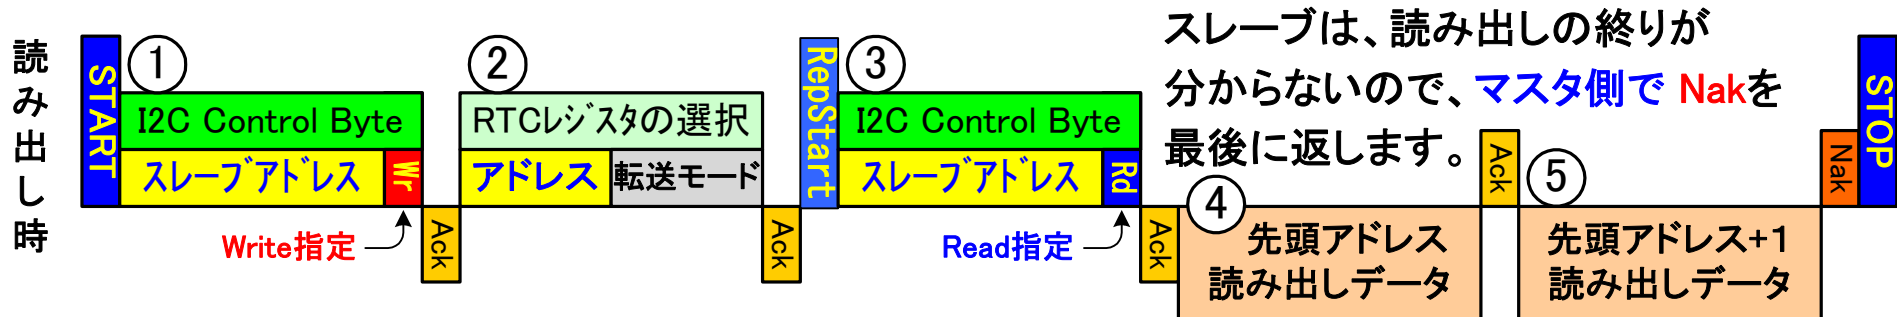 読み出し時
START
①
I2C Control Byte
スレーブアドレス
Wr
Write指定
Ack
②
RTCレジスタの選択
アドレス
転送モード
Ack
RepStart
③
I2C Control Byte
スレーブアドレス
Rd
Read指定
Ack
スレーブは、読み出しの終りが
分からないので、マスタ側で Nakを
最後に返します。
④
先頭アドレス
読み出しデータ
Ack
⑤
先頭アドレス+1
読み出しデータ
Nak
STOP